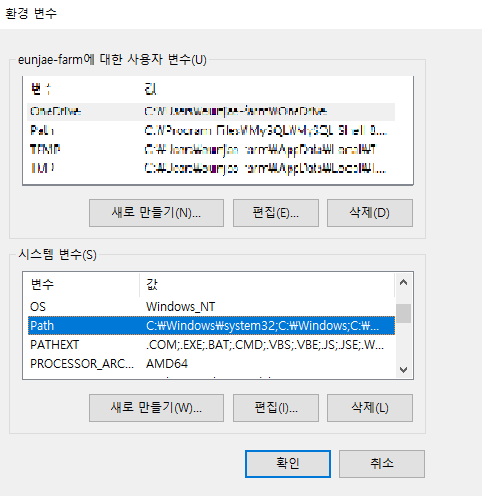 환경 변수
eunjae-farm에 대한 사용자 변수(U)
변수 값
OneDrive C:\Users\eunjae-farm\OneDrive
Path C:\Program Files\MySQL\MySQL Shell 8....
TEMP C:\Users\eunjae-farm\AppData\Local\T...
TMP C:\Users\eunjae-farm\AppData\Local\T...
새로 만들기(N)... 편집(E)... 삭제(D)
시스템 변수(S)
변수 값
OS Windows_NT
Path C:\Windows\system32;C:\Windows;C:\...
PATHEXT .COM;.EXE;.BAT;.CMD;.VBS;.VBE;.JS;.JSE;.W...
PROCESSOR_ARC... AMD64
새로 만들기(W)... 편집(I)... 삭제(L)
확인 취소